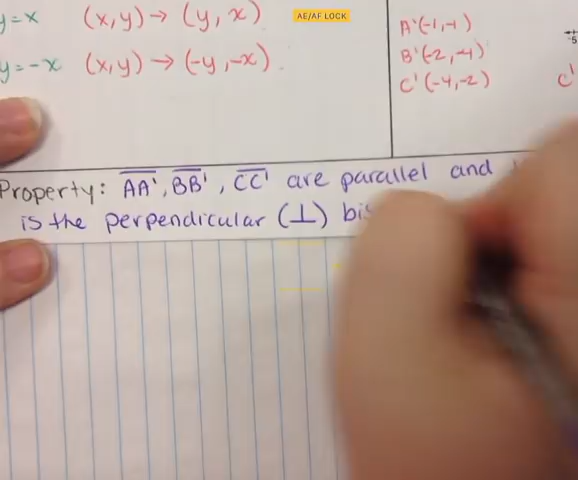 y=x (x,y) → (y,x)
AE/AF LOCK
y=-x (x,y) → (-y,-x)
A'(-1,-1)
B'(-2,-4)
C'(-4,-2)
-5
C'
Property: AA', BB', CC' are parallel and
is the perpendicular (⊥)